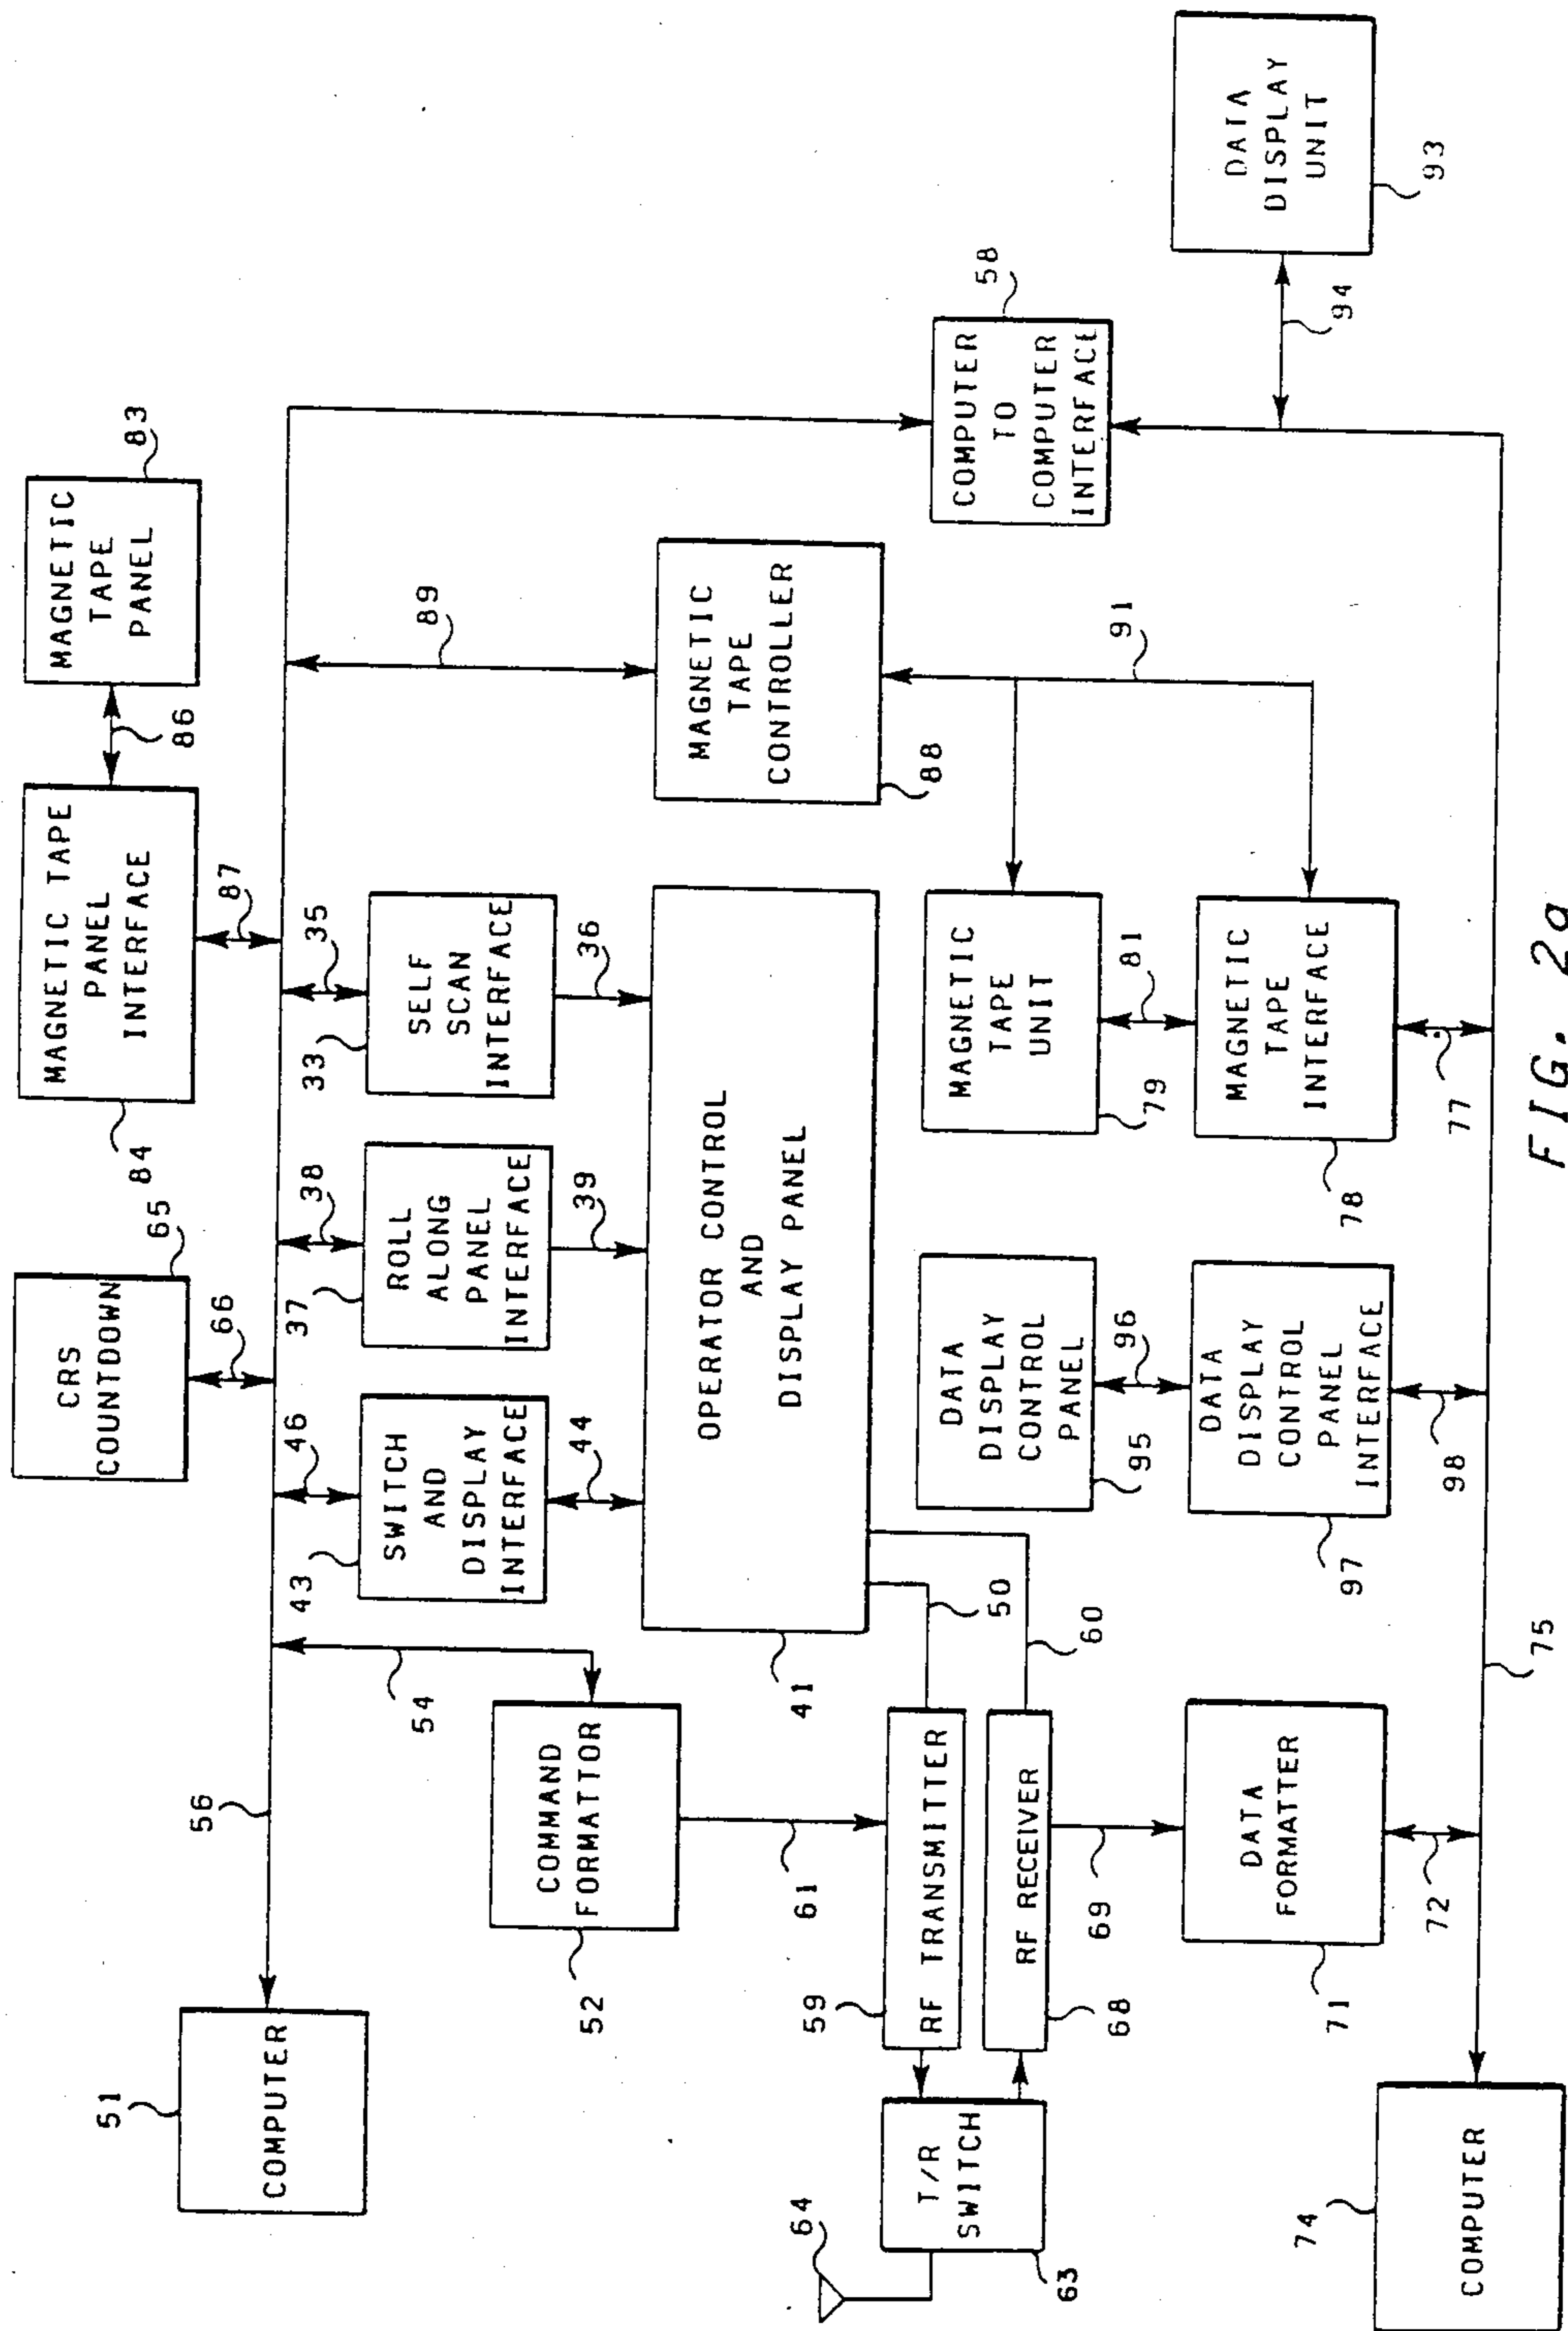 83
MAGNETIC
TAPE
PANEL
86
MAGNETIC TAPE
PANEL
INTERFACE
84
87
65
CRS
COUNTDOWN
66
56
51
COMPUTER
46
38
35
89
43
SWITCH
AND
DISPLAY
INTERFACE
37
ROLL
ALONG
PANEL
INTERFACE
33
SELF
SCAN
INTERFACE
44
39
36
54
COMMAND
FORMATTOR
52
61
OPERATOR CONTROL
AND
DISPLAY PANEL
41
MAGNETIC
TAPE
CONTROLLER
88
91
58
COMPUTER
TO
COMPUTER
INTERFACE
DATA
DISPLAY
UNIT
93
94
50
60
64
T/R
SWITCH
63
59
RF TRANSMITTER
RF RECEIVER
68
69
DATA
FORMATTER
71
72
DATA
DISPLAY
CONTROL
PANEL
95
96
DATA
DISPLAY
CONTROL
PANEL
INTERFACE
97
98
MAGNETIC
TAPE
UNIT
79
81
MAGNETIC
TAPE
INTERFACE
78
77
75
74
COMPUTER
FIG. 2a